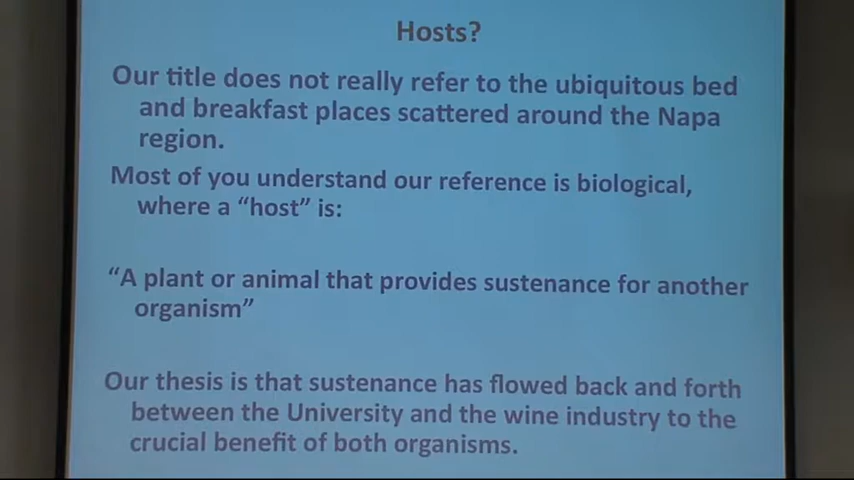 Hosts?
Our title does not really refer to the ubiquitous bed
and breakfast places scattered around the Napa
region.
Most of you understand our reference is biological,
where a “host” is:
“A plant or animal that provides sustenance for another
organism”
Our thesis is that sustenance has flowed back and forth
between the University and the wine industry to the
crucial benefit of both organisms.